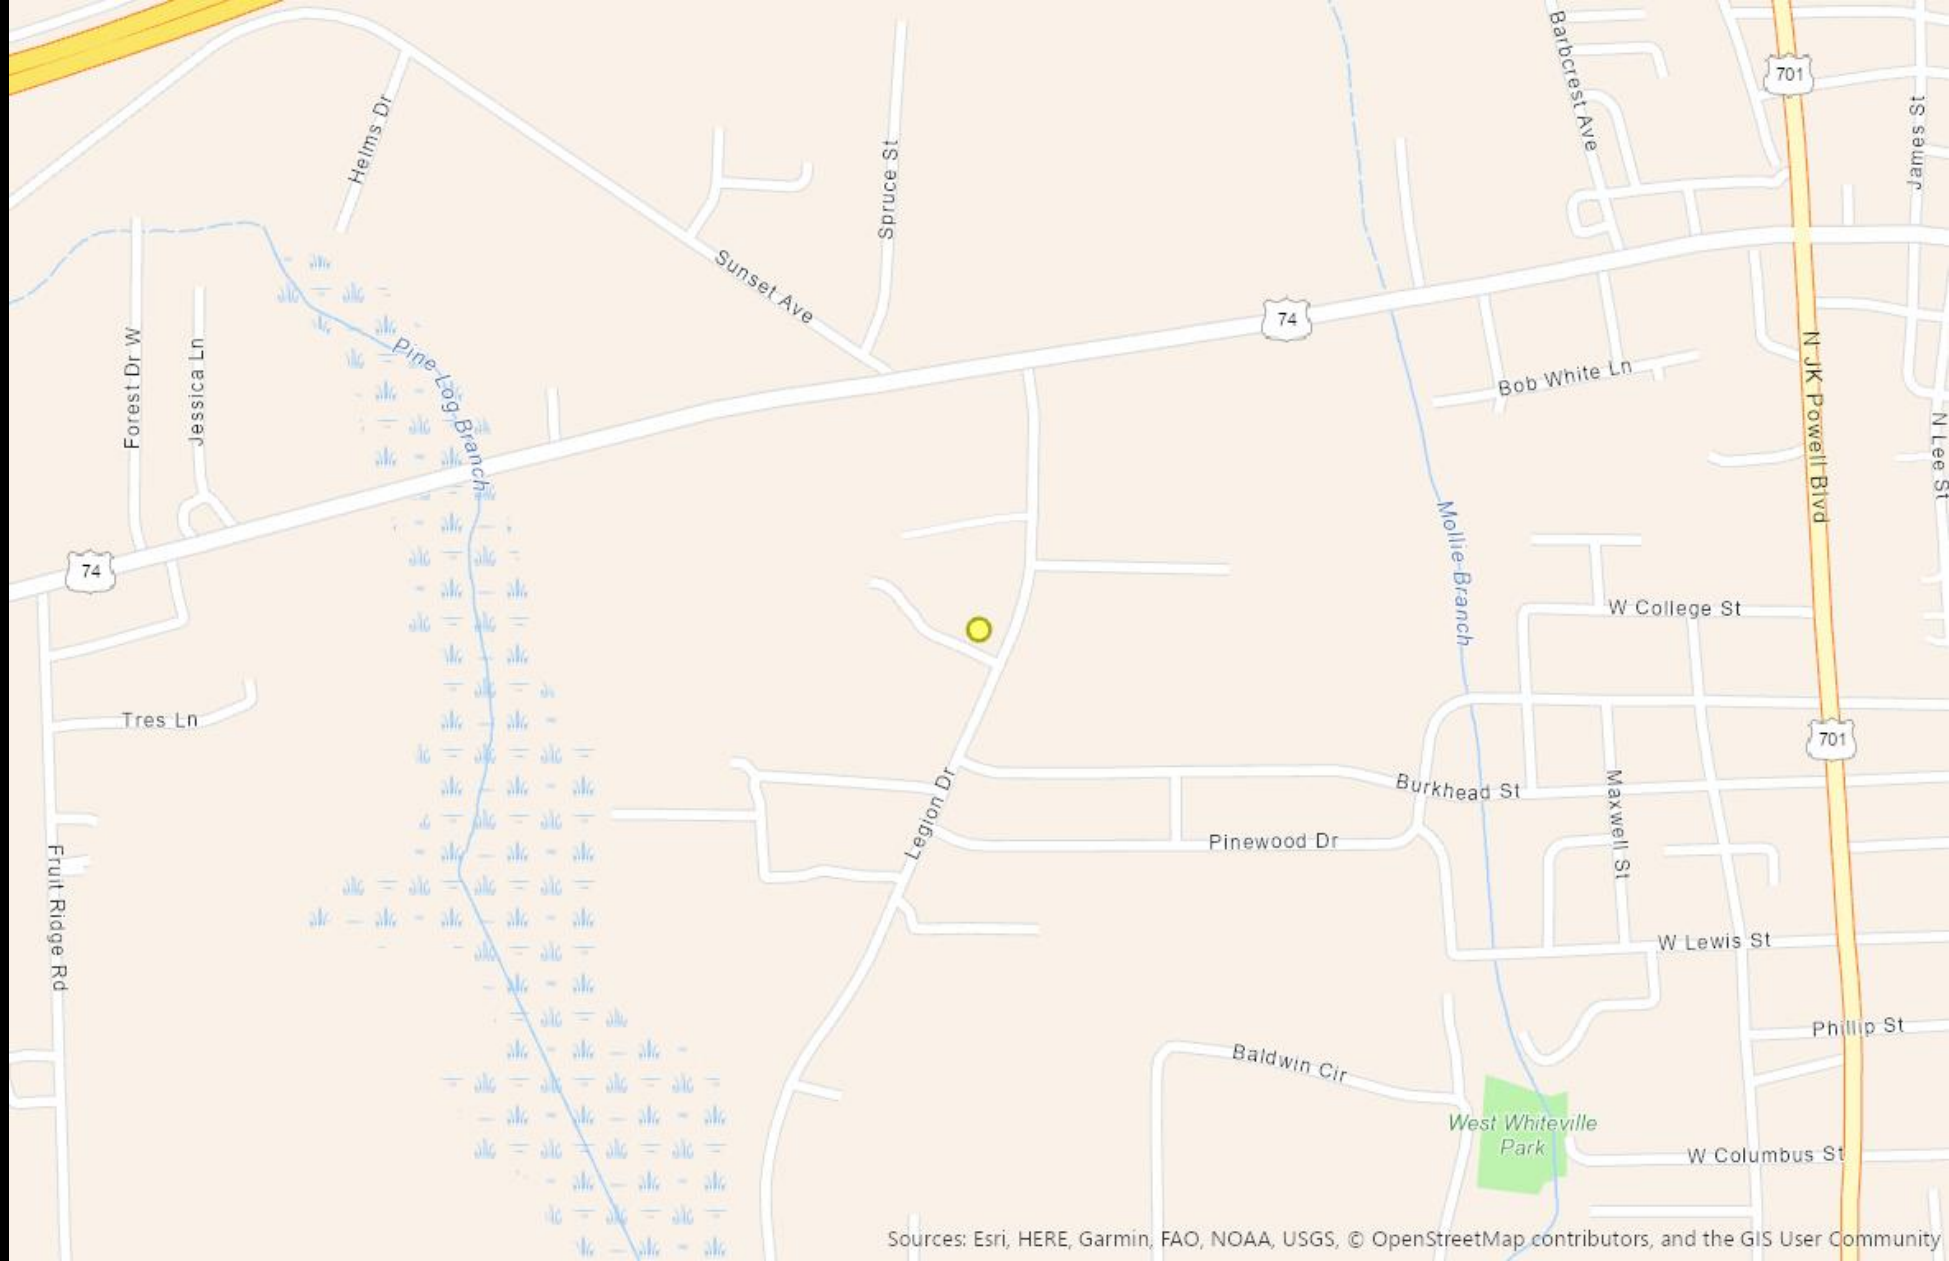 Barbcrest Ave
701
James St
Helms Dr
Spruce St
Sunset Ave
74
Forest Dr W
Jessica Ln
Pine Log Branch
Bob White Ln
N JK Powell Blvd
N Lee St
74
Mollie Branch
W College St
Tres Ln
701
Legion Dr
Burkhead St
Maxwell St
Pinewood Dr
Fruit Ridge Rd
W Lewis St
Phillip St
Baldwin Cir
West Whiteville
Park
W Columbus St
Sources: Esri, HERE, Garmin, FAO, NOAA, USGS, © OpenStreetMap contributors, and the GIS User Community